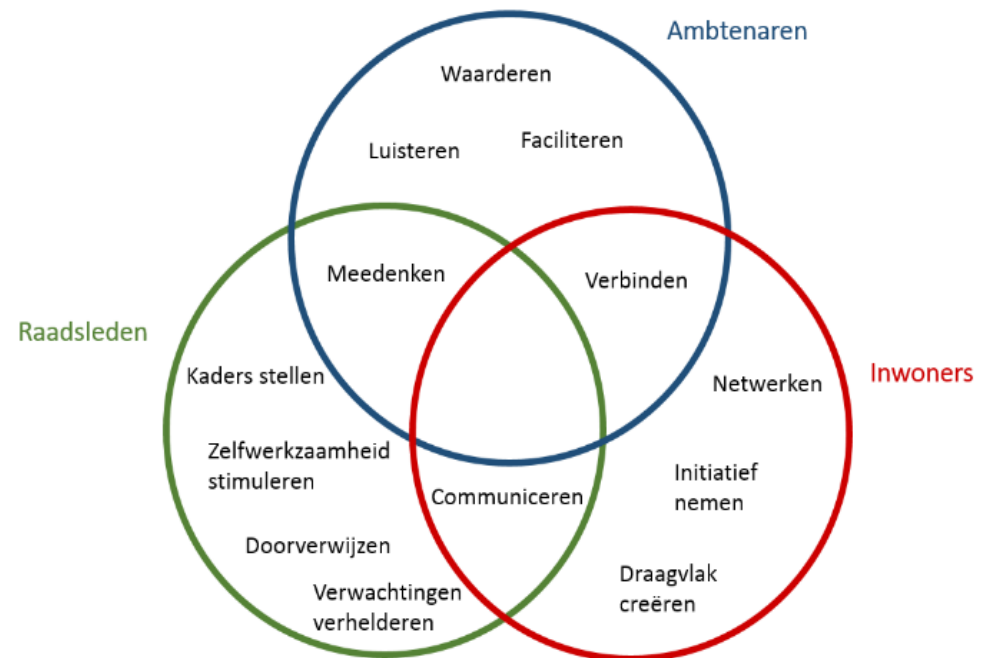 Ambtenaren
Waarderen
Faciliteren
Luisteren
Meedenken
Verbinden
Raadsleden
Kaders stellen
Netwerken
Inwoners
Zelfwerkzaamheid
stimuleren
Initiatief
nemen
Communiceren
Doorverwijzen
Draagvlak
creëren
Verwachtingen
verhelderen